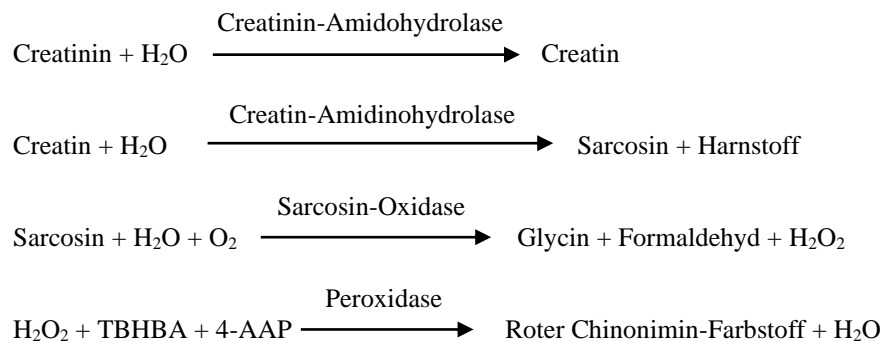 Creatinin-Amidohydrolase
Creatinin + H₂O Creatin
Creatin-Amidinohydrolase
Creatin + H₂O Sarcosin + Harnstoff
Sarcosin-Oxidase
Sarcosin + H₂O + O₂ Glycin + Formaldehyd + H₂O₂
Peroxidase
H₂O₂ + TBHBA + 4-AAP Roter Chinonimin-Farbstoff + H₂O